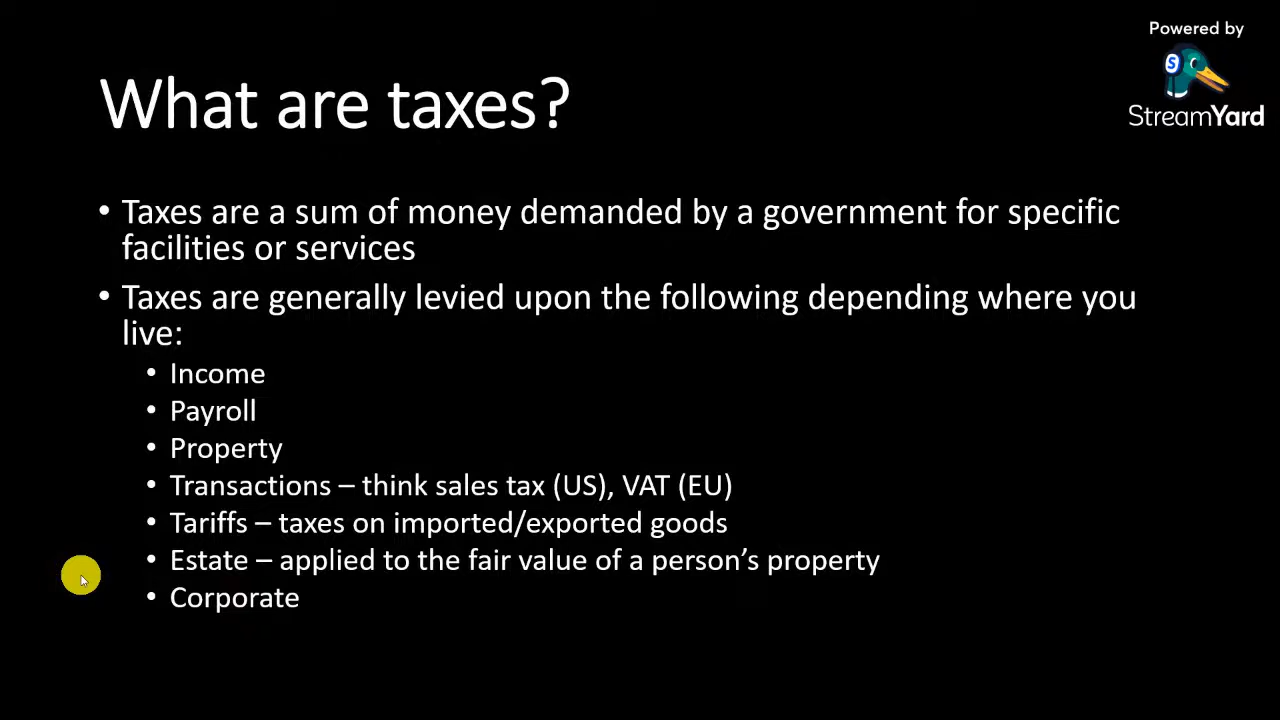 Powered by
S
StreamYard
What are taxes?
• Taxes are a sum of money demanded by a government for specific
facilities or services
• Taxes are generally levied upon the following depending where you
live:
• Income
• Payroll
• Property
• Transactions – think sales tax (US), VAT (EU)
• Tariffs – taxes on imported/exported goods
• Estate – applied to the fair value of a person’s property
• Corporate